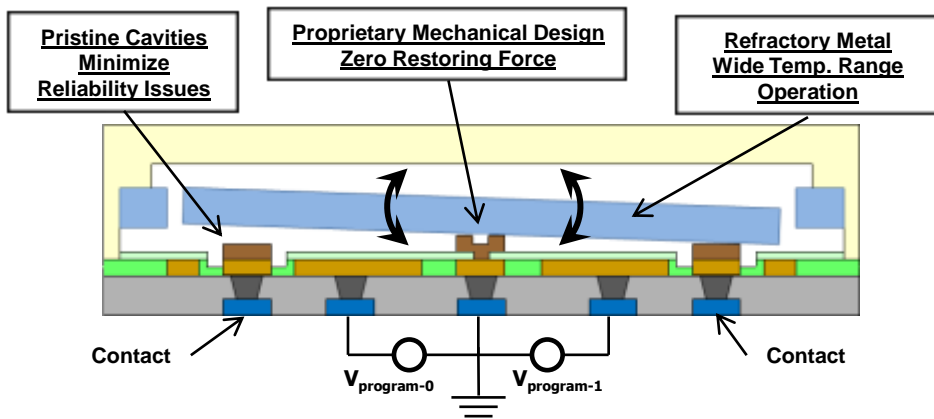 Pristine Cavities
Minimize
Reliability Issues
Proprietary Mechanical Design
Zero Restoring Force
Refractory Metal
Wide Temp. Range
Operation
Contact
Vprogram-0
Vprogram-1
Contact